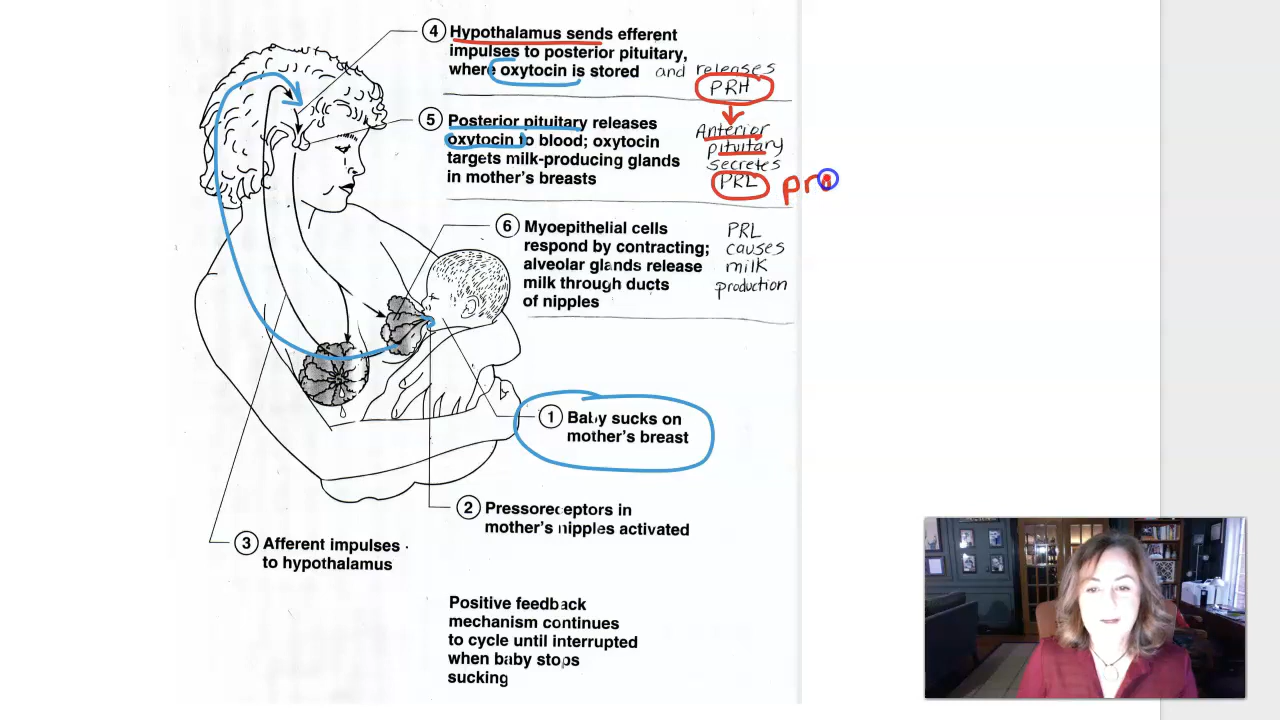 4 Hypothalamus sends efferent
impulses to posterior pituitary,
where oxytocin is stored and releases
PRH
5 Posterior pituitary releases
oxytocin to blood; oxytocin
targets milk-producing glands
in mother's breasts
Anterior
pituitary
secretes
PRL
6 Myoepithelial cells
respond by contracting;
alveolar glands release
milk through ducts
of nipples
PRL
causes
milk
production
1 Baby sucks on
mother's breast
2 Pressoreceptors in
mother's nipples activated
3 Afferent impulses
to hypothalamus
Positive feedback
mechanism continues
to cycle until interrupted
when baby stops
sucking